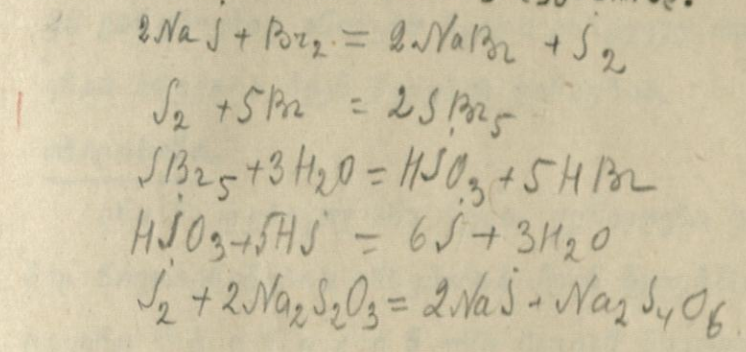 2NaJ + Br₂ = 2NaBr + J₂
J₂ + 5Br = 2JBr₅
JBr₅ + 3H₂O = HJO₃ + 5HBr
HJO₃ + 5HJ = 6J + 3H₂O
J₂ + 2Na₂S₂O₃ = 2NaJ + Na₂S₄O₆